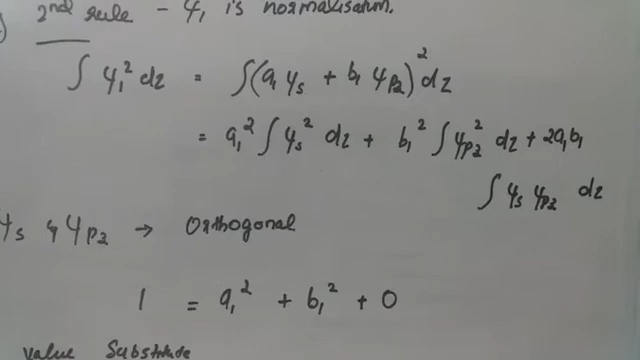 2nd rule - ψ₁ is normalisation.
∫ ψ₁² dz = ∫(a₁ ψs + b₁ ψpz)² dz
= a₁² ∫ ψs² dz + b₁² ∫ ψpz² dz + 2a₁b₁
∫ ψs ψpz dz
ψs & ψpz → Orthogonal
1 = a₁² + b₁² + 0
value Substitute